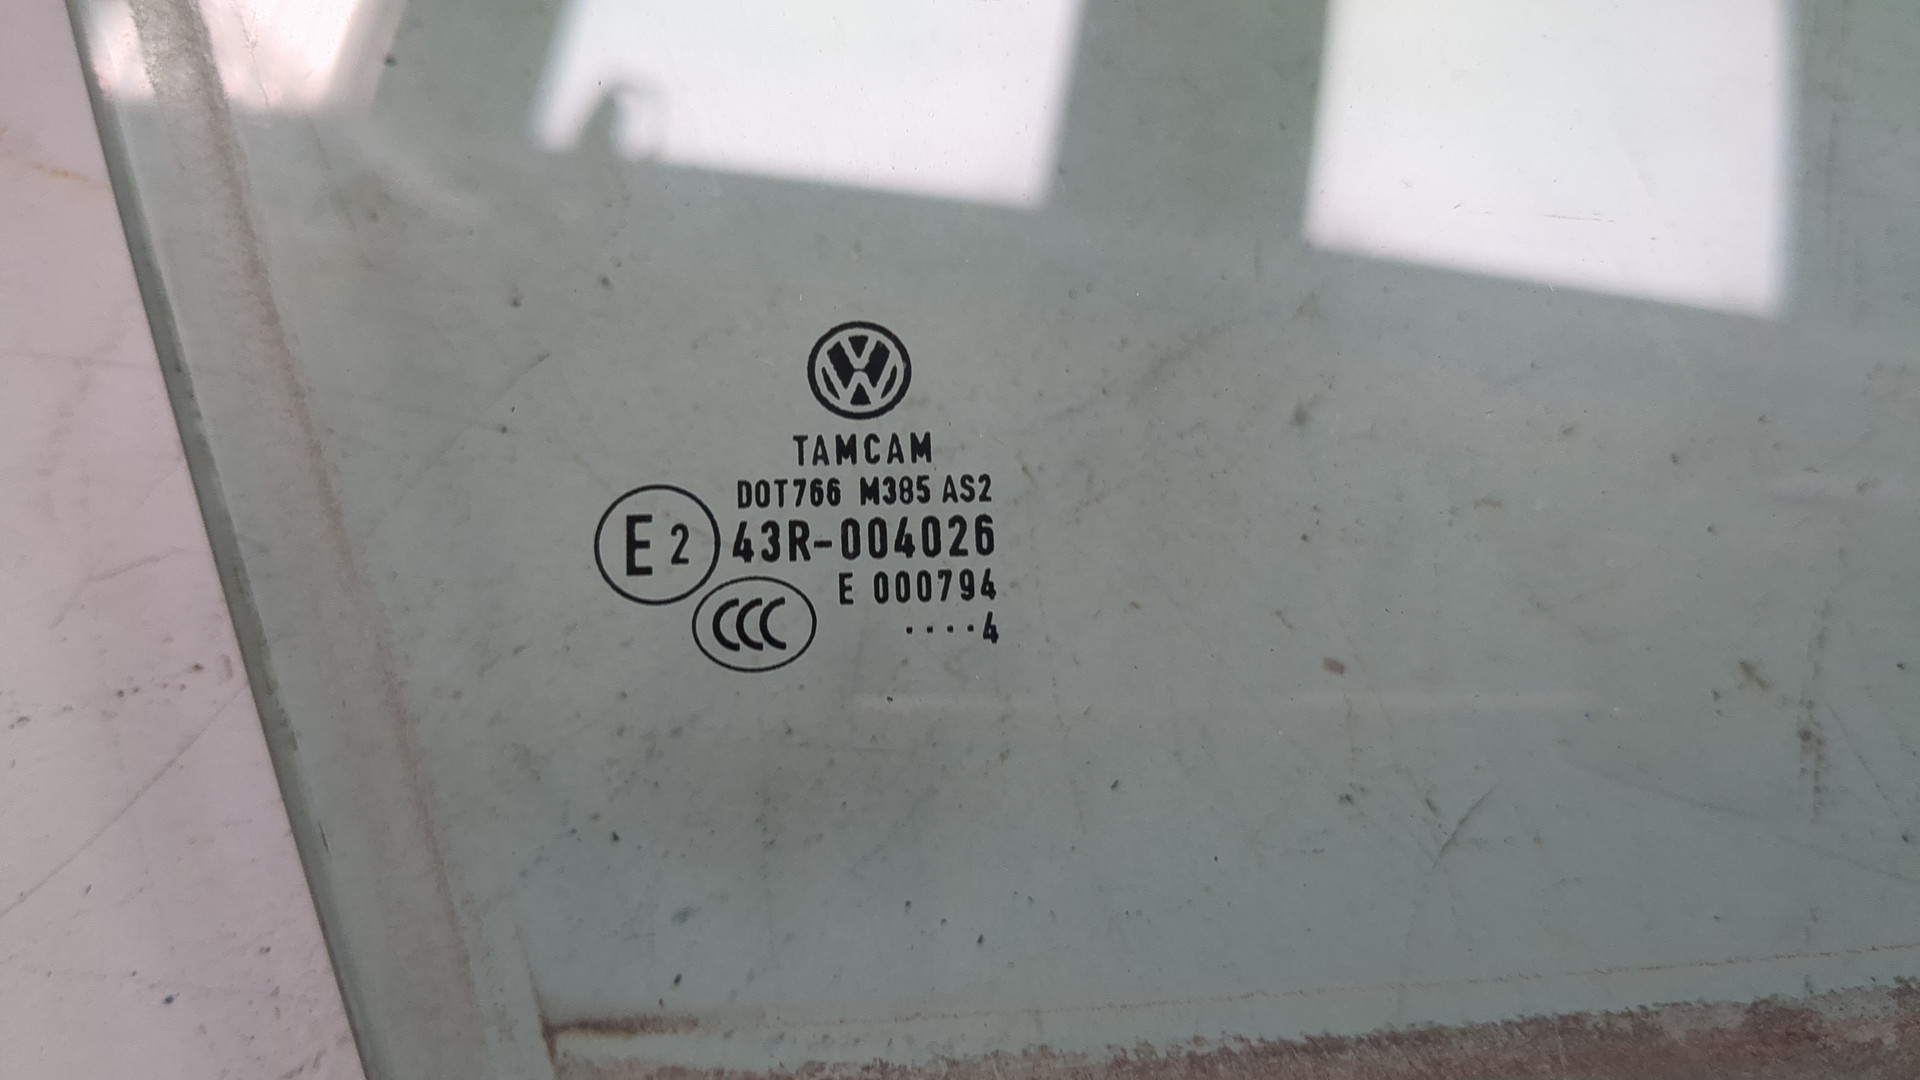 TAMCAM
DOT766 M385 AS2
E2 43R-004026
E 000794
CCC ····4